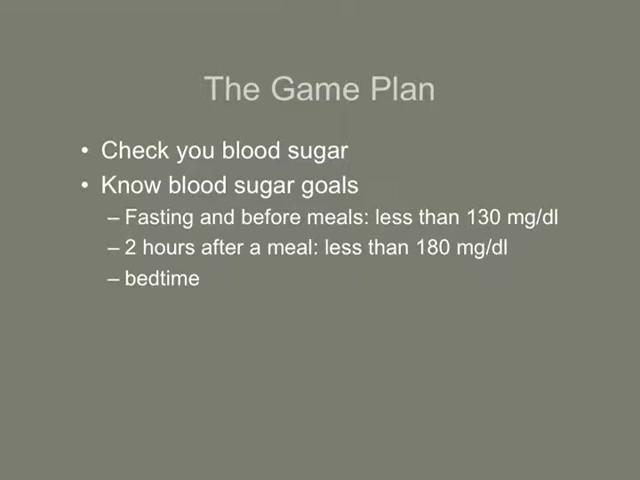 The Game Plan
• Check you blood sugar
• Know blood sugar goals
– Fasting and before meals: less than 130 mg/dl
– 2 hours after a meal: less than 180 mg/dl
– bedtime